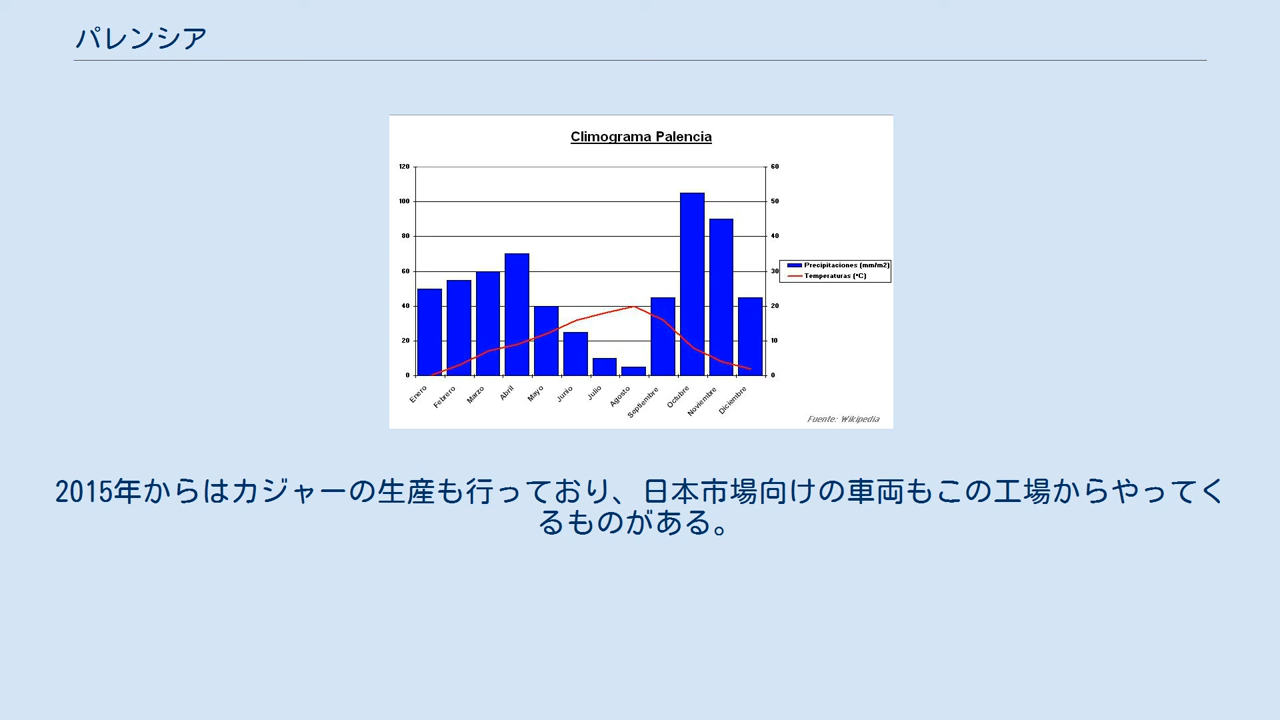 パレンシア
Climograma Palencia
120
100
80
60
40
20
0
60
50
40
30
20
10
0
Precipitaciones (mm/m2)
Temperaturas (ºC)
Enero
Febrero
Marzo
Abril
Mayo
Junio
Julio
Agosto
Septiembre
Octubre
Noviembre
Diciembre
Fuente: Wikipedia
2015年からはカジャーの生産も行っており、日本市場向けの車両もこの工場からやってく
るものがある。